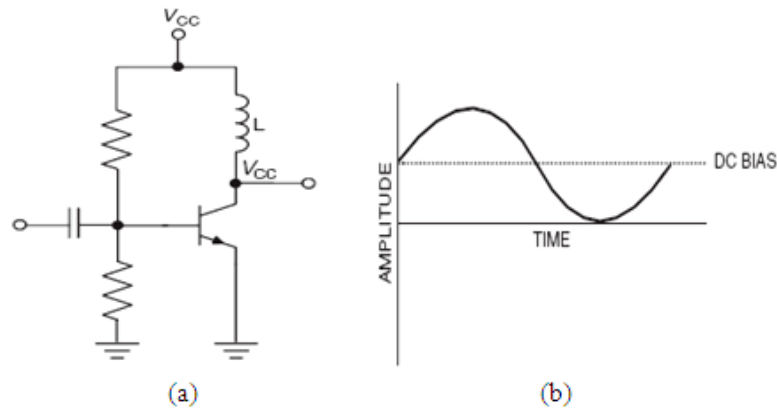 VCC
L
VCC
AMPLITUDE
DC BIAS
TIME
(a)
(b)